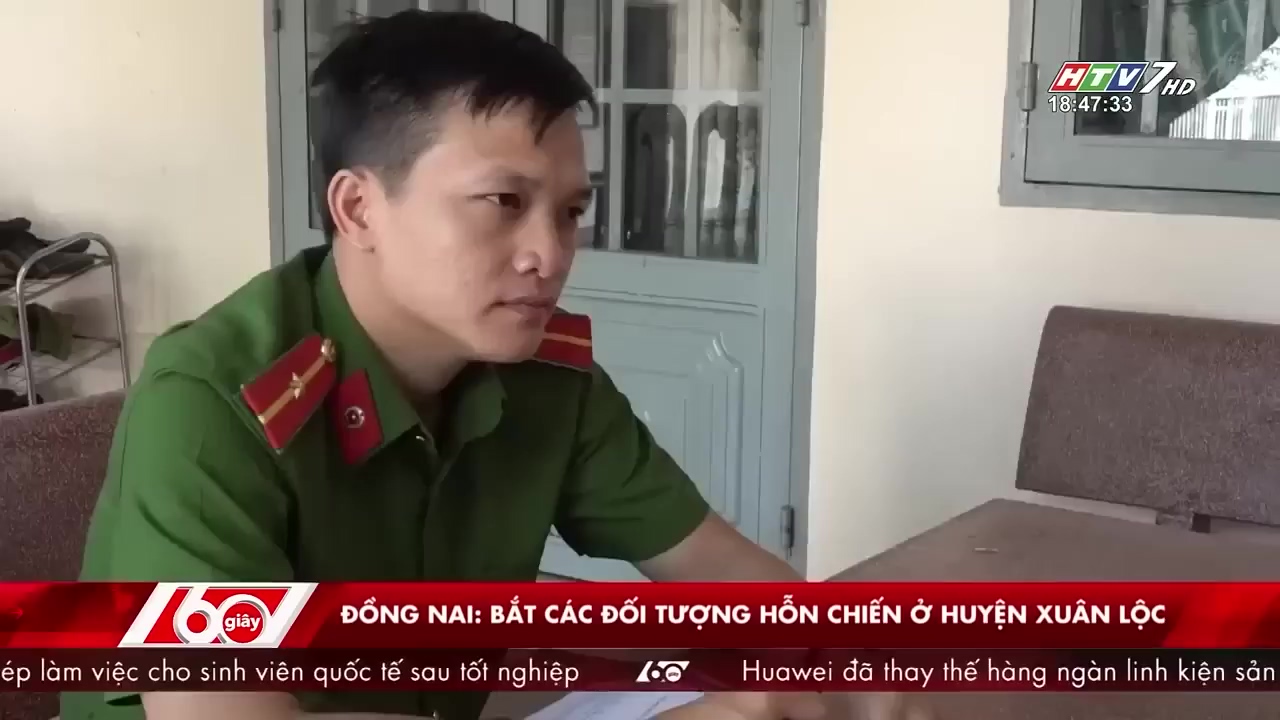 HTV7HD
18:47:33
60 giây
ĐỒNG NAI: BẮT CÁC ĐỐI TƯỢNG HỖN CHIẾN Ở HUYỆN XUÂN LỘC
ép làm việc cho sinh viên quốc tế sau tốt nghiệp 60 giây Huawei đã thay thế hàng ngàn linh kiện sản